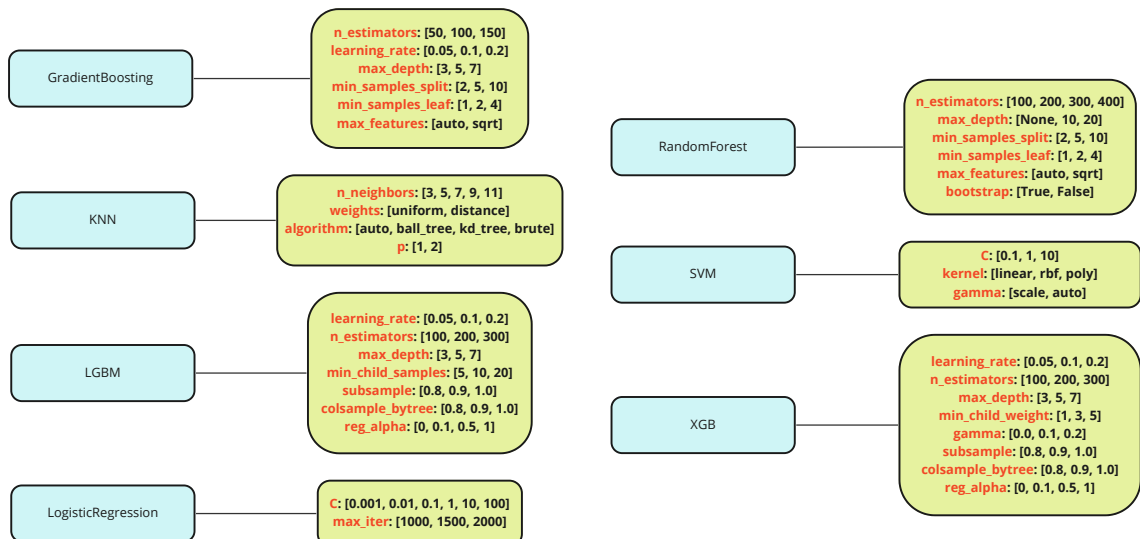 GradientBoosting
n_estimators: [50, 100, 150]
learning_rate: [0.05, 0.1, 0.2]
max_depth: [3, 5, 7]
min_samples_split: [2, 5, 10]
min_samples_leaf: [1, 2, 4]
max_features: [auto, sqrt]
KNN
n_neighbors: [3, 5, 7, 9, 11]
weights: [uniform, distance]
algorithm: [auto, ball_tree, kd_tree, brute]
p: [1, 2]
LGBM
learning_rate: [0.05, 0.1, 0.2]
n_estimators: [100, 200, 300]
max_depth: [3, 5, 7]
min_child_samples: [5, 10, 20]
subsample: [0.8, 0.9, 1.0]
colsample_bytree: [0.8, 0.9, 1.0]
reg_alpha: [0, 0.1, 0.5, 1]
LogisticRegression
C: [0.001, 0.01, 0.1, 1, 10, 100]
max_iter: [1000, 1500, 2000]
RandomForest
n_estimators: [100, 200, 300, 400]
max_depth: [None, 10, 20]
min_samples_split: [2, 5, 10]
min_samples_leaf: [1, 2, 4]
max_features: [auto, sqrt]
bootstrap: [True, False]
SVM
C: [0.1, 1, 10]
kernel: [linear, rbf, poly]
gamma: [scale, auto]
XGB
learning_rate: [0.05, 0.1, 0.2]
n_estimators: [100, 200, 300]
max_depth: [3, 5, 7]
min_child_weight: [1, 3, 5]
gamma: [0.0, 0.1, 0.2]
subsample: [0.8, 0.9, 1.0]
colsample_bytree: [0.8, 0.9, 1.0]
reg_alpha: [0, 0.1, 0.5, 1]